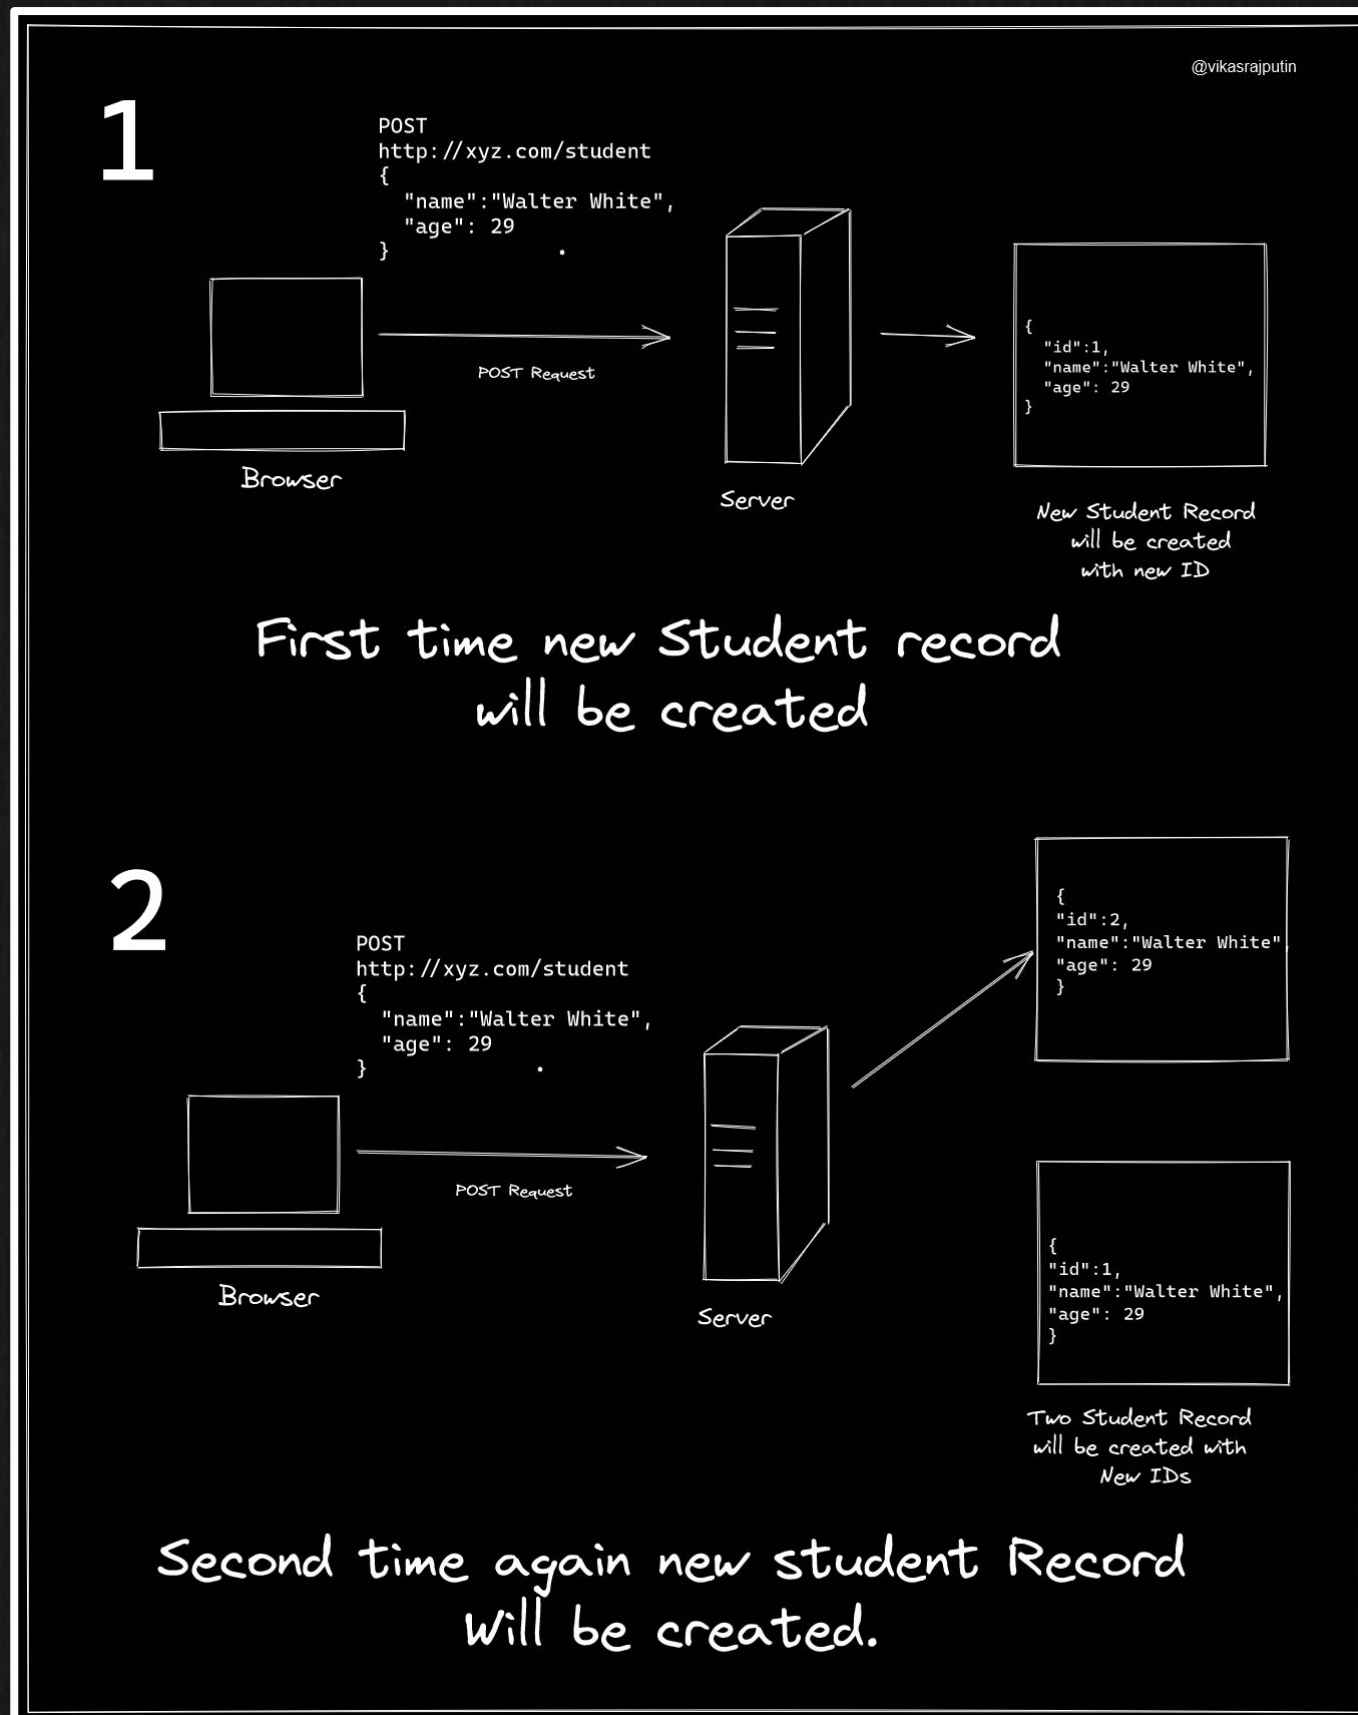 @vikasrajputin
1
POST
http://xyz.com/student
{
"name":"Walter White",
"age": 29
}
POST Request
Browser
Server
{
"id":1,
"name":"Walter White",
"age": 29
}
New Student Record
will be created
with new ID
First time new Student record
will be created
2
POST
http://xyz.com/student
{
"name":"Walter White",
"age": 29
}
POST Request
Browser
Server
{
"id":2,
"name":"Walter White",
"age": 29
}
{
"id":1,
"name":"Walter White",
"age": 29
}
Two Student Record
will be created with
New IDs
Second time again new student Record
Will be created.